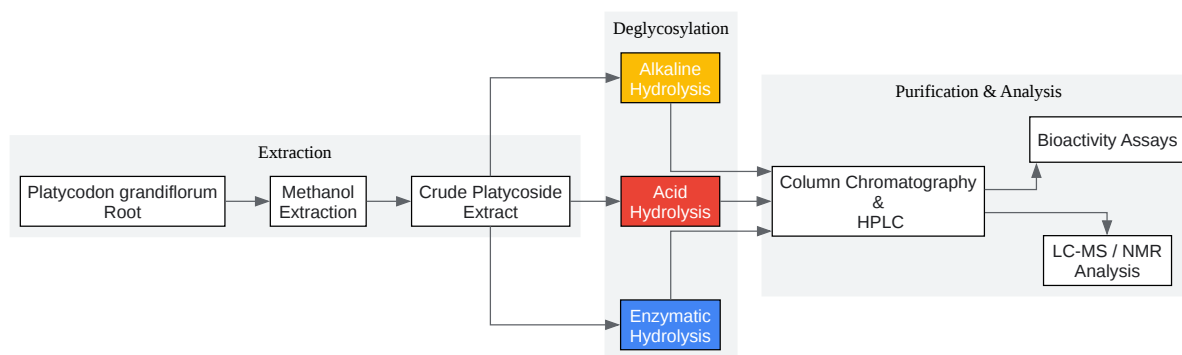 Extraction
Platycodon grandiflorum
Root
Methanol
Extraction
Crude Platycoside
Extract
Deglycosylation
Alkaline
Hydrolysis
Acid
Hydrolysis
Enzymatic
Hydrolysis
Purification & Analysis
Column Chromatography
&
HPLC
Bioactivity Assays
LC-MS / NMR
Analysis